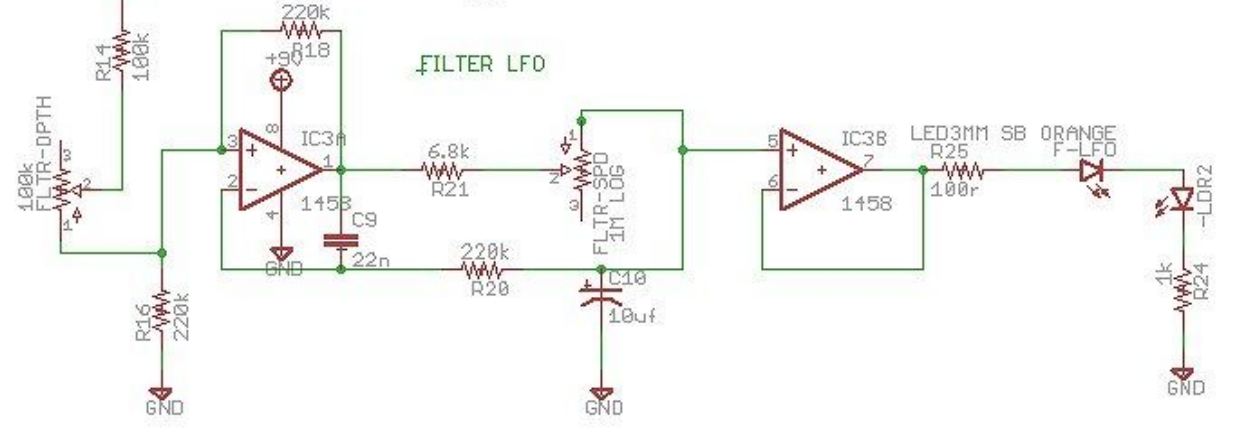 220k
R18
R14
100k
+9V
FILTER LFO
100k
FLTR-DPTH
3
2
1
8
3
2
1
4
IC3A
1458
GND
C9
22n
6.8k
R21
1
2
3
FLTR-SPD
1M LOG
220k
R20
C10
10uf
GND
R16
220k
GND
5
6
7
IC3B
1458
LED3MM SB ORANGE
R25
F-LFO
100r
-LDR2
1k
R24
GND